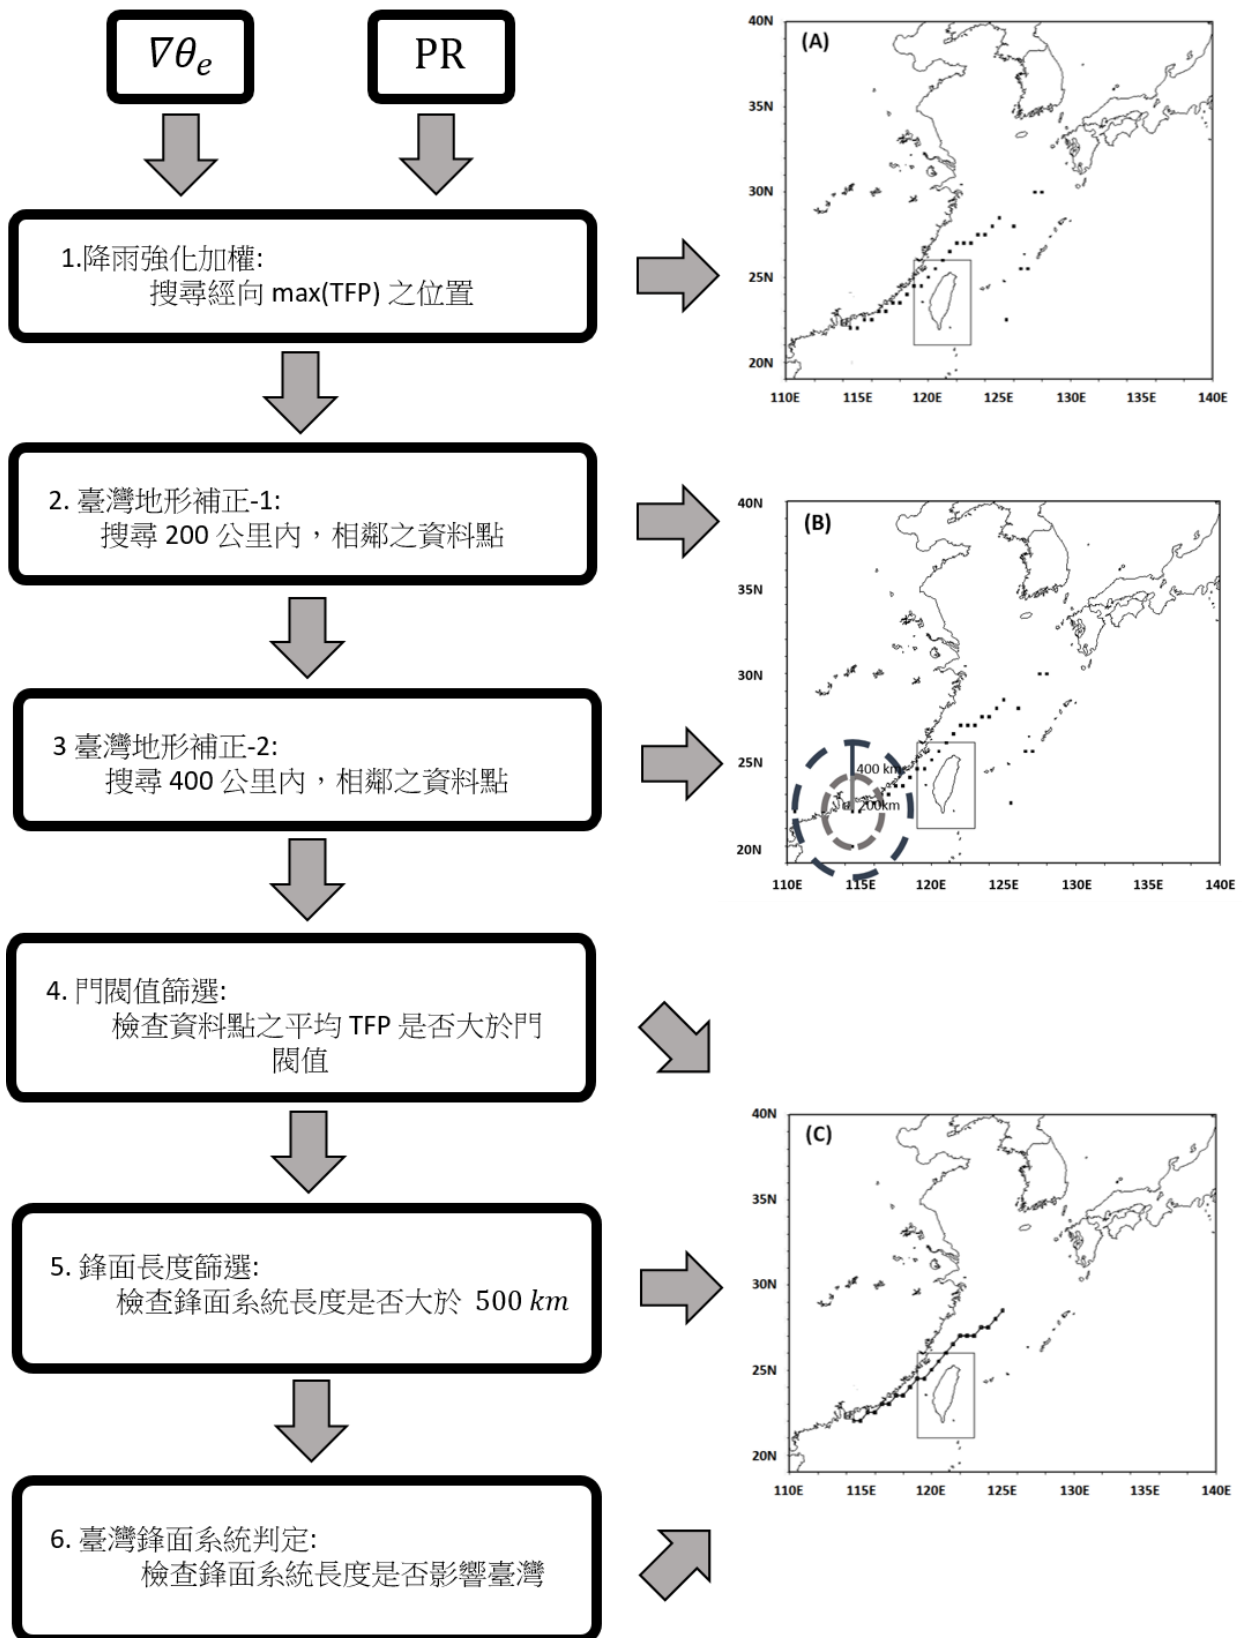 ∇θe
PR
1.降雨強化加權:
搜尋經向 max(TFP) 之位置
2. 臺灣地形補正-1:
搜尋 200 公里內，相鄰之資料點
3 臺灣地形補正-2:
搜尋 400 公里內，相鄰之資料點
4. 門閥值篩選:
檢查資料點之平均 TFP 是否大於門
閥值
5. 鋒面長度篩選:
檢查鋒面系統長度是否大於 500 km
6. 臺灣鋒面系統判定:
檢查鋒面系統長度是否影響臺灣
(A)
40N
35N
30N
25N
20N
110E 115E 120E 125E 130E 135E 140E
(B)
40N
35N
30N
25N
20N
400 km
200km
110E 115E 120E 125E 130E 135E 140E
(C)
40N
35N
30N
25N
20N
110E 115E 120E 125E 130E 135E 140E